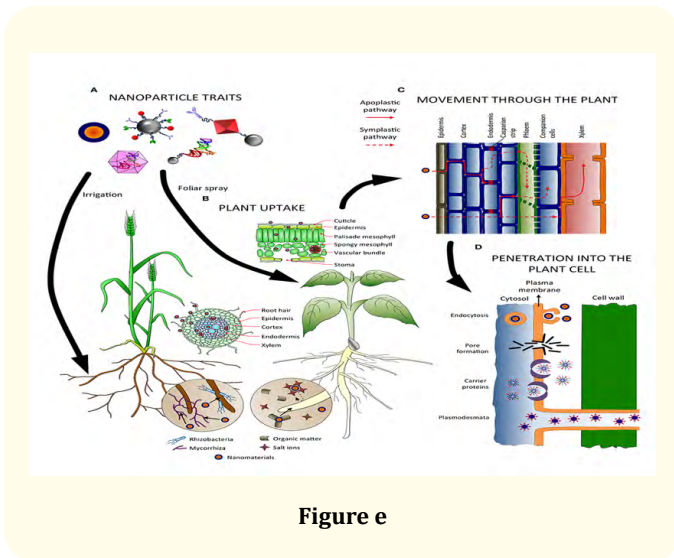 A
NANOPARTICLE TRAITS
Irrigation
Foliar spray
B
PLANT UPTAKE
Cuticle
Epidermis
Palisade mesophyll
Spongy mesophyll
Vascular bundle
Stoma
Root hair
Epidermis
Cortex
Endodermis
Xylem
Rhizobacteria
Mycorrhiza
Organic matter
Salt ions
Nanomaterials
C
MOVEMENT THROUGH THE PLANT
Apoplastic
pathway
Symplastic
pathway
Epidermis
Cortex
Endodermis
Casparian
strip
Phloem
Companion
cells
Xylem
D
PENETRATION INTO THE
PLANT CELL
Plasma
membrane
Cytosol
Cell wall
Endocytosis
Pore
formation
Carrier
proteins
Plasmodesmata
Figure e